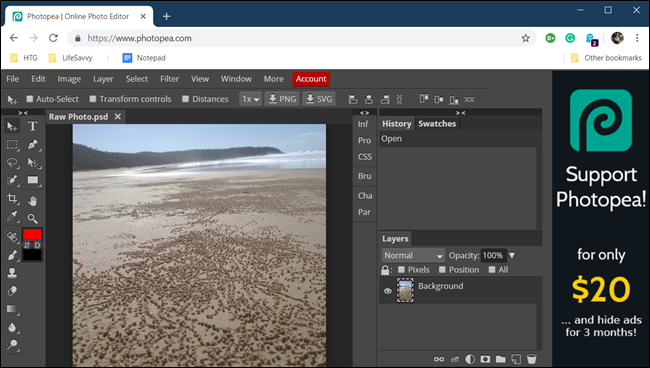 Photopea | Online Photo Editor
https://www.photopea.com
HTG LifeSavvy Notepad Other bookmarks
2
File Edit Image Layer Select Filter View Window More Account
Auto-Select Transform controls Distances 1x PNG SVG
Raw Photo.psd
Inf
Pro
CSS
Bru
Cha
Par
History Swatches
Open
Layers
Normal Opacity: 100%
Pixels Position All
Background
eff
T
D
Support
Photopea!
for only
$20
... and hide ads
for 3 months!